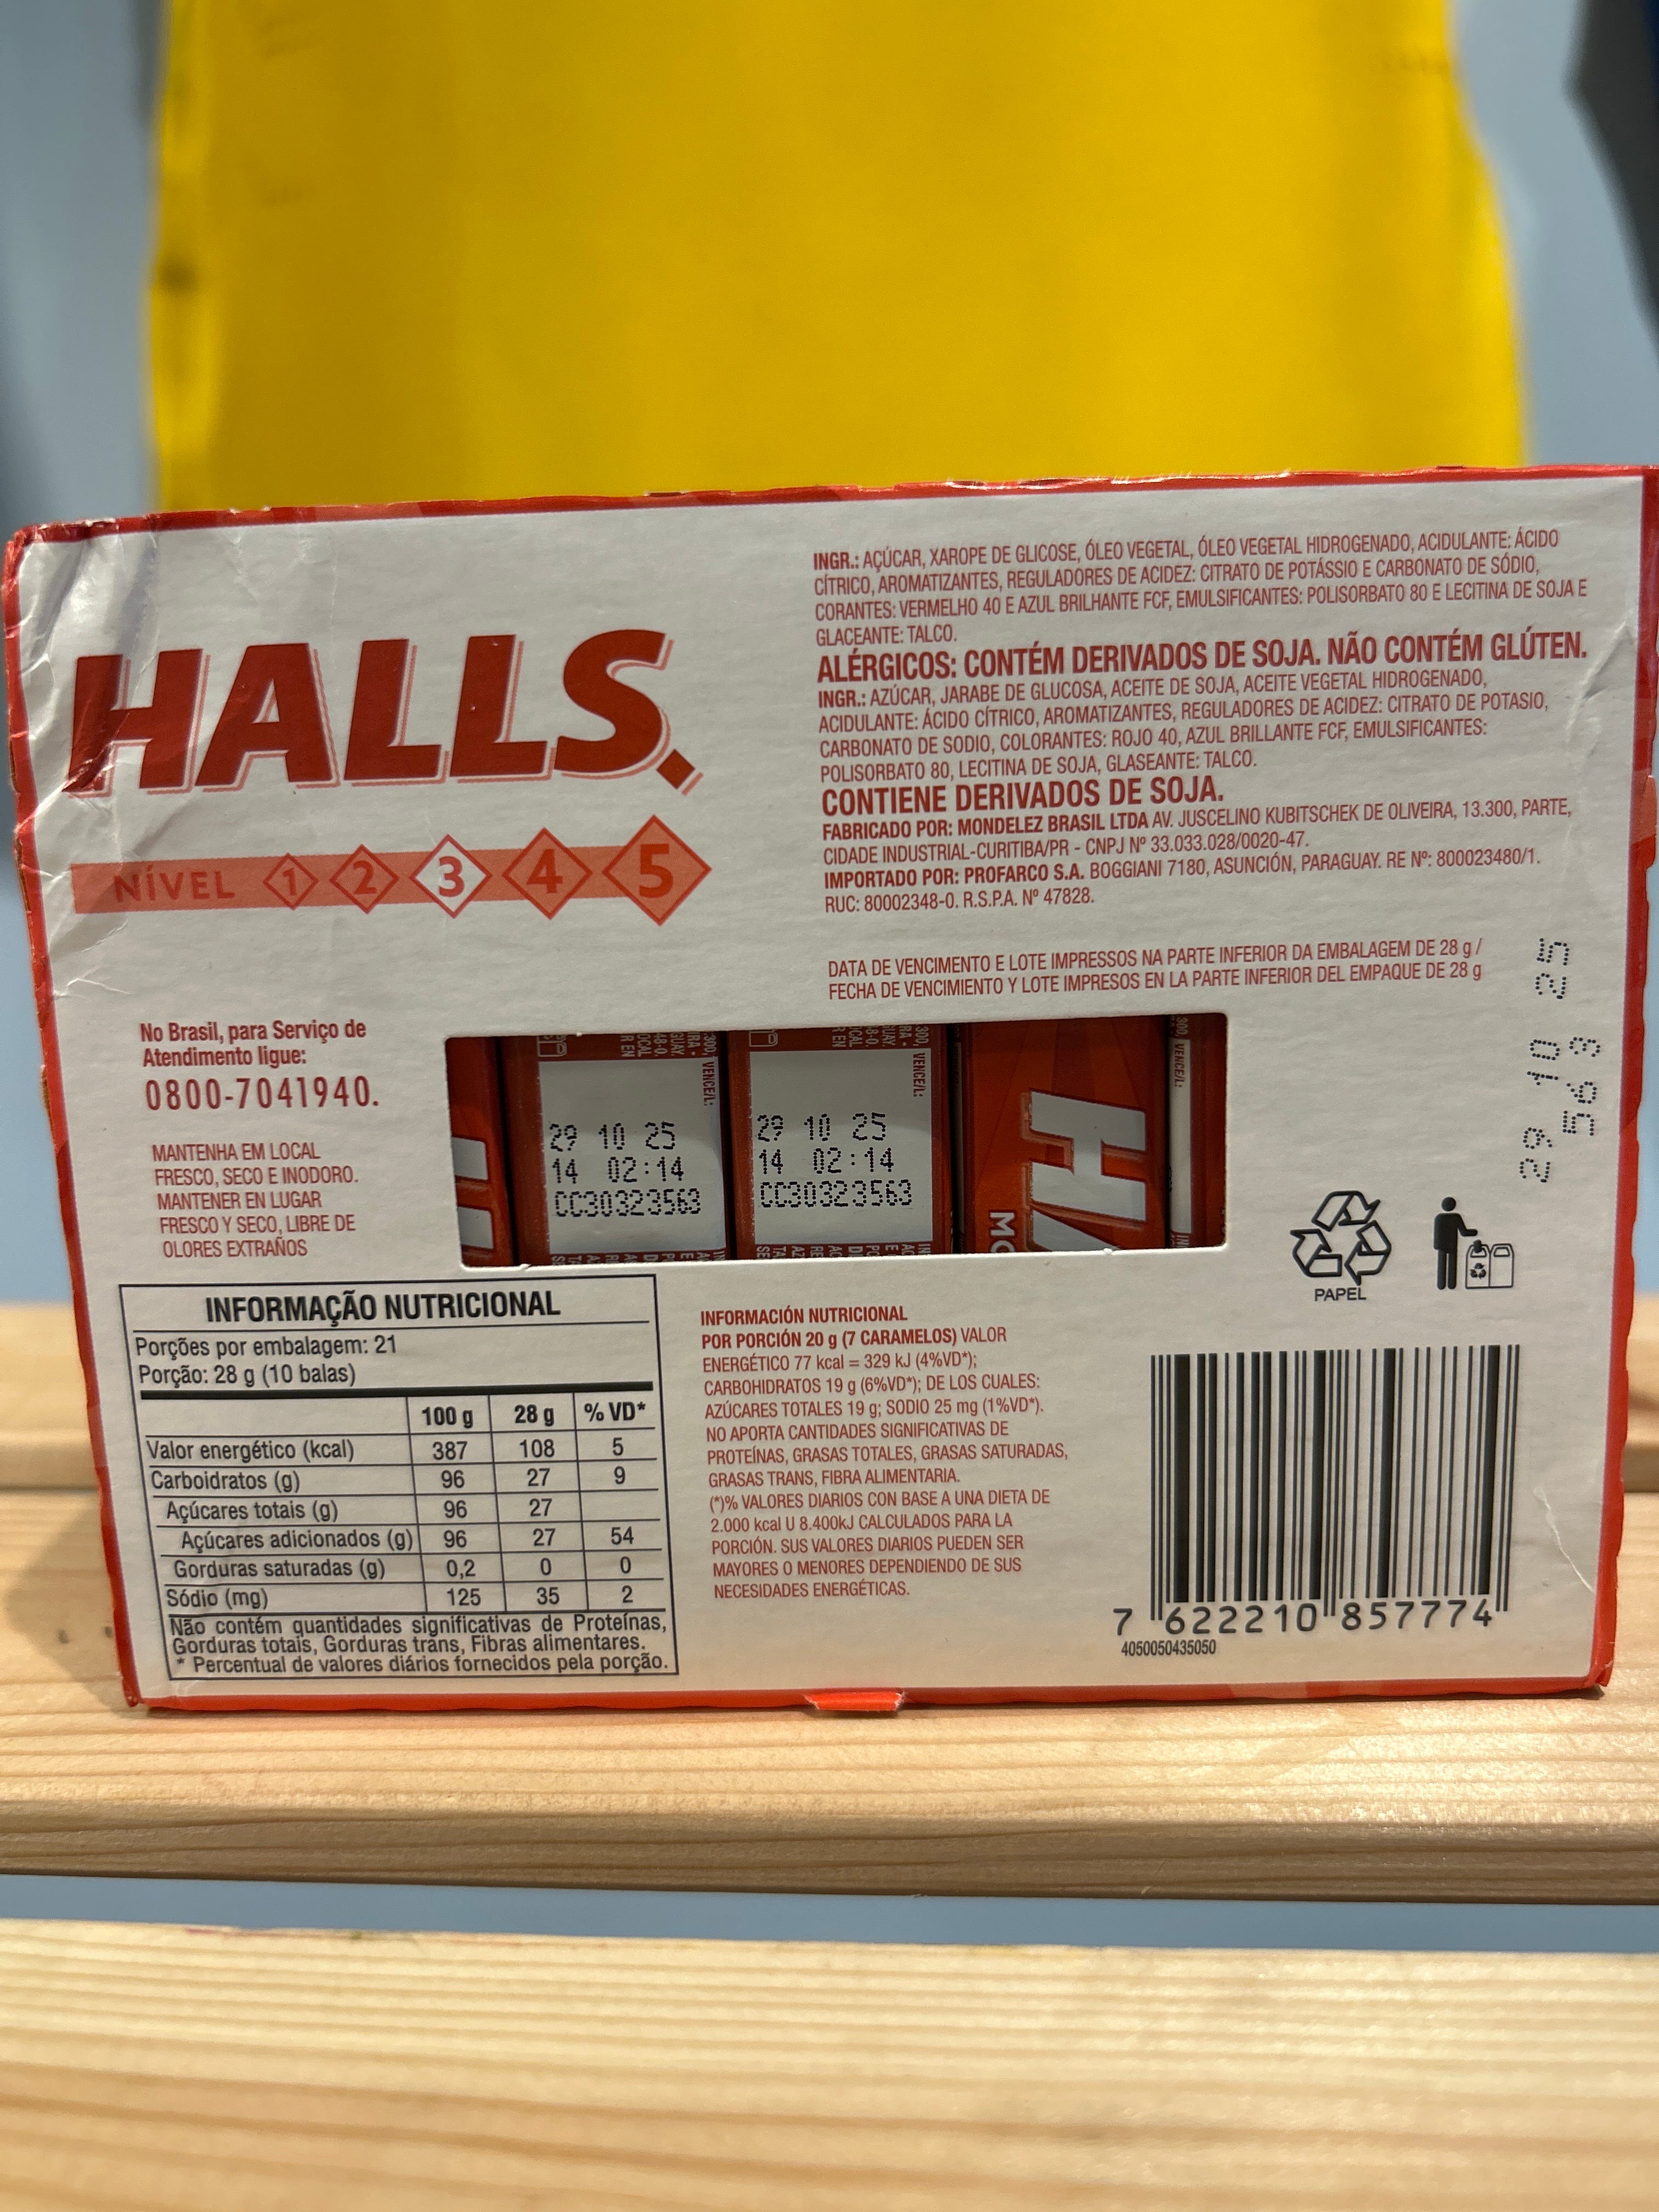 HALLS.
NÍVEL 1 2 3 4 5
INGR.: AÇÚCAR, XAROPE DE GLICOSE, ÓLEO VEGETAL, ÓLEO VEGETAL HIDROGENADO, ACIDULANTE: ÁCIDO
CÍTRICO, AROMATIZANTES, REGULADORES DE ACIDEZ: CITRATO DE POTÁSSIO E CARBONATO DE SÓDIO,
CORANTES: VERMELHO 40 E AZUL BRILHANTE FCF, EMULSIFICANTES: POLISORBATO 80 E LECITINA DE SOJA E
GLACEANTE: TALCO.
ALÉRGICOS: CONTÉM DERIVADOS DE SOJA. NÃO CONTÉM GLÚTEN.
INGR.: AZÚCAR, JARABE DE GLUCOSA, ACEITE DE SOJA, ACEITE VEGETAL HIDROGENADO,
ACIDULANTE: ÁCIDO CÍTRICO, AROMATIZANTES, REGULADORES DE ACIDEZ: CITRATO DE POTASIO,
CARBONATO DE SODIO, COLORANTES: ROJO 40, AZUL BRILLANTE FCF, EMULSIFICANTES:
POLISORBATO 80, LECITINA DE SOJA, GLASEANTE: TALCO.
CONTIENE DERIVADOS DE SOJA.
FABRICADO POR: MONDELEZ BRASIL LTDA AV. JUSCELINO KUBITSCHEK DE OLIVEIRA, 13.300, PARTE,
CIDADE INDUSTRIAL-CURITIBA/PR - CNPJ Nº 33.033.028/0020-47.
IMPORTADO POR: PROFARCO S.A. BOGGIANI 7180, ASUNCIÓN, PARAGUAY. RE Nº: 800023480/1.
RUC: 80002348-0. R.S.P.A. Nº 47828.
DATA DE VENCIMENTO E LOTE IMPRESSOS NA PARTE INFERIOR DA EMBALAGEM DE 28 g /
FECHA DE VENCIMIENTO Y LOTE IMPRESOS EN LA PARTE INFERIOR DEL EMPAQUE DE 28 g
29 10 25
563
No Brasil, para Serviço de
Atendimento ligue:
0800-7041940.
MANTENHA EM LOCAL
FRESCO, SECO E INODORO.
MANTENER EN LUGAR
FRESCO Y SECO, LIBRE DE
OLORES EXTRAÑOS
VENCE/L:
29 10 25
14 02:14
CC30323563
VENCE/L:
29 10 25
14 02:14
CC30323563
VENCE/L:
PAPEL
INFORMAÇÃO NUTRICIONAL
Porções por embalagem: 21
Porção: 28 g (10 balas)
100 g 28 g % VD*
Valor energético (kcal) 387 108 5
Carboidratos (g) 96 27 9
Açúcares totais (g) 96 27
Açúcares adicionados (g) 96 27 54
Gorduras saturadas (g) 0,2 0 0
Sódio (mg) 125 35 2
Não contém quantidades significativas de Proteínas,
Gorduras totais, Gorduras trans, Fibras alimentares.
* Percentual de valores diários fornecidos pela porção.
INFORMACIÓN NUTRICIONAL
POR PORCIÓN 20 g (7 CARAMELOS) VALOR
ENERGÉTICO 77 kcal = 329 kJ (4%VD*);
CARBOHIDRATOS 19 g (6%VD*); DE LOS CUALES:
AZÚCARES TOTALES 19 g; SODIO 25 mg (1%VD*).
NO APORTA CANTIDADES SIGNIFICATIVAS DE
PROTEÍNAS, GRASAS TOTALES, GRASAS SATURADAS,
GRASAS TRANS, FIBRA ALIMENTARIA.
(*)% VALORES DIARIOS CON BASE A UNA DIETA DE
2.000 kcal U 8.400kJ CALCULADOS PARA LA
PORCIÓN. SUS VALORES DIARIOS PUEDEN SER
MAYORES O MENORES DEPENDIENDO DE SUS
NECESIDADES ENERGÉTICAS.
7 622210 857774
4050050435050